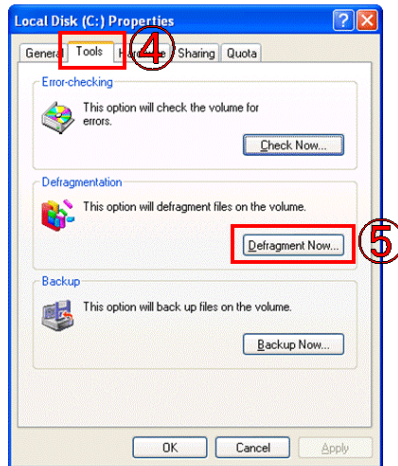 Local Disk (C:) Properties
General Tools Sharing Quota
④
Error-checking
This option will check the volume for
errors.
Check Now...
Defragmentation
This option will defragment files on the volume.
Defragment Now...
⑤
Backup
This option will back up files on the volume.
Backup Now...
OK Cancel Apply